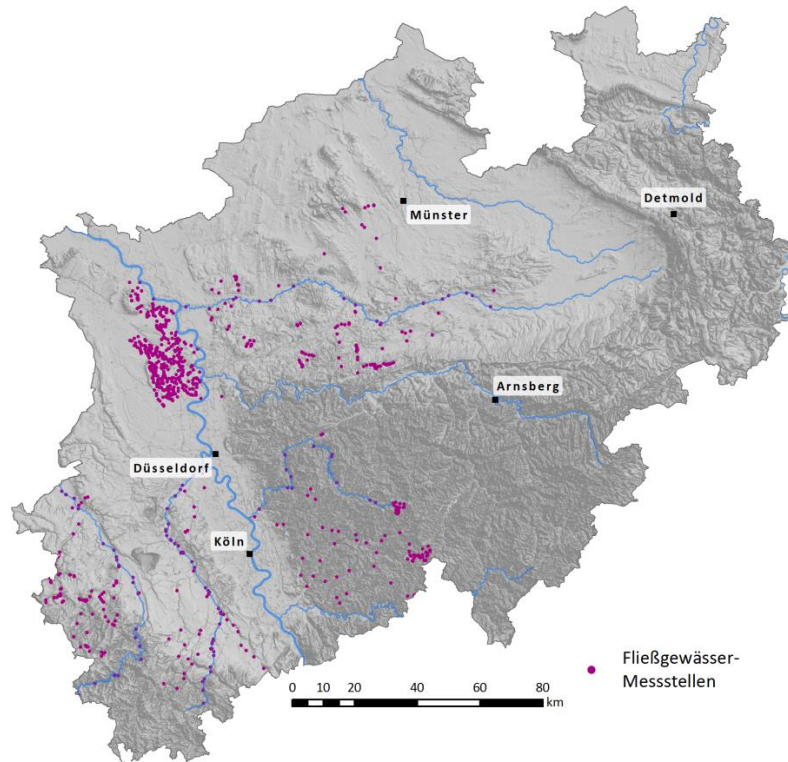 Münster
Detmold
Arnsberg
Düsseldorf
Köln
Fließgewässer-
Messstellen
0 10 20 40 60 80
km